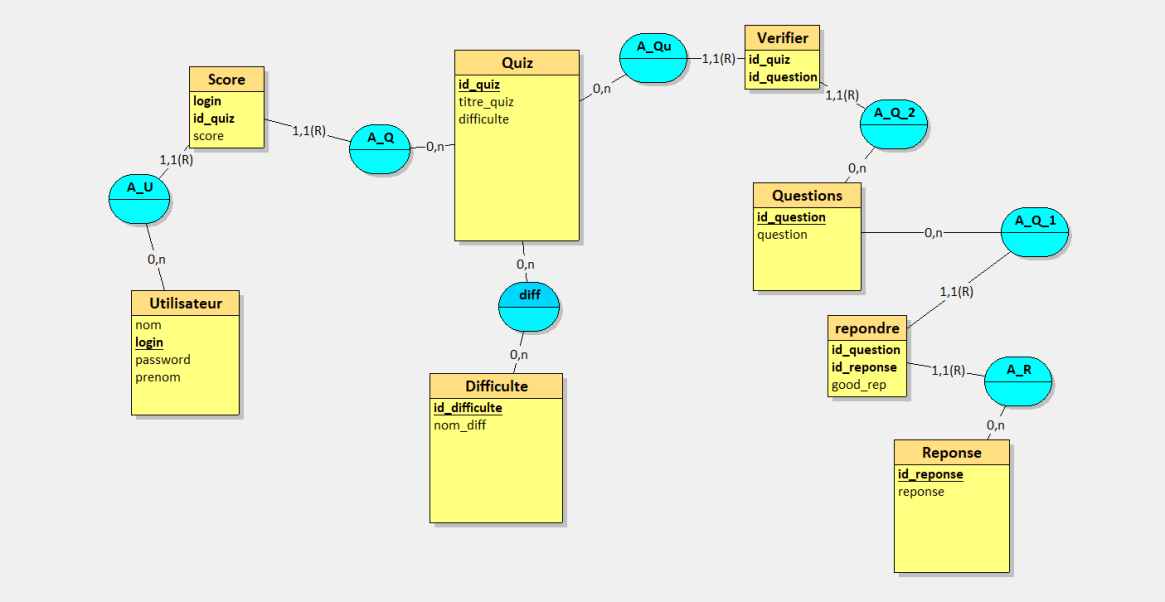 Score
login
id_quiz
score
1,1(R)
A_Q
0,n
1,1(R)
A_U
0,n
Utilisateur
nom
login
password
prenom
Quiz
id_quiz
titre_quiz
difficulte
0,n
diff
0,n
Difficulte
id_difficulte
nom_diff
0,n
A_Qu
1,1(R)
Verifier
id_quiz
id_question
1,1(R)
A_Q_2
0,n
Questions
id_question
question
0,n
A_Q_1
1,1(R)
repondre
id_question
id_reponse
good_rep
1,1(R)
A_R
0,n
Reponse
id_reponse
reponse